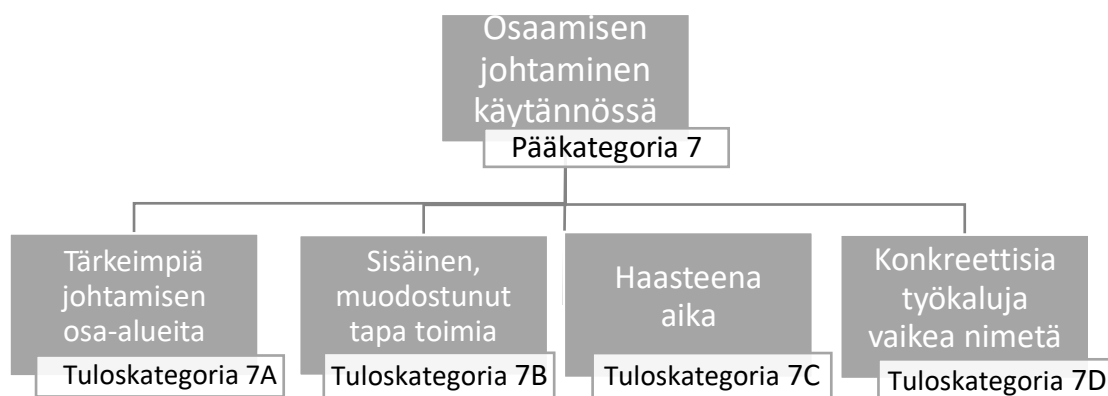 Osaamisen
johtaminen
käytännössä
Pääkategoria 7
Tärkeimpiä
johtamisen
osa-alueita
Tuloskategoria 7A
Sisäinen,
muodostunut
tapa toimia
Tuloskategoria 7B
Haasteena
aika
Tuloskategoria 7C
Konkreettisia
työkaluja
vaikea nimetä
Tuloskategoria 7D